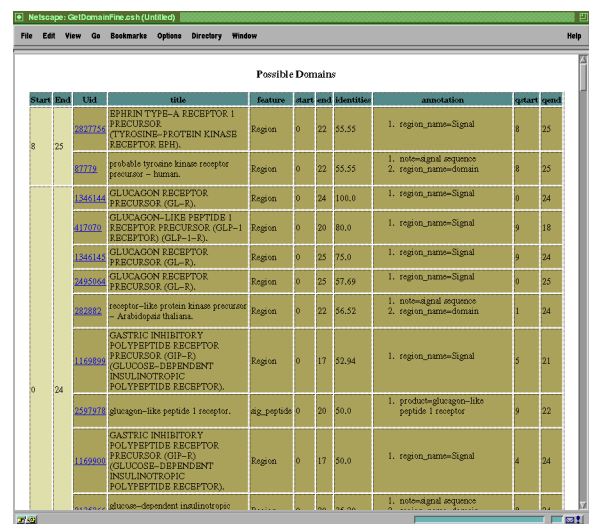 Netscape: GetDomainFine.csh (Untitled)
File Edit View Go Bookmarks Options Directory Window Help
Possible Domains
Start End Uid title feature start end identities annotation qstart qend
8 25
2827756 EPHRIN TYPE-A RECEPTOR 1
PRECURSOR
(TYROSINE-PROTEIN KINASE
RECEPTOR EPH). Region 0 22 55.55 1. region_name=Signal 8 25
87779 probable tyrosine kinase receptor
precursor - human. Region 0 22 55.55 1. note=signal sequence
2. region_name=domain 8 25
0 24
1346144 GLUCAGON RECEPTOR
PRECURSOR (GL-R). Region 0 24 100.0 1. region_name=Signal 0 24
417070 GLUCAGON-LIKE PEPTIDE 1
RECEPTOR PRECURSOR (GLP-1
RECEPTOR) (GLP-1-R). Region 0 20 80.0 1. region_name=Signal 9 18
1346145 GLUCAGON RECEPTOR
PRECURSOR (GL-R). Region 0 25 75.0 1. region_name=Signal 9 24
2495064 GLUCAGON RECEPTOR
PRECURSOR (GL-R). Region 0 25 57.69 1. region_name=Signal 0 25
282882 receptor-like protein kinase precursor
- Arabidopsis thaliana. Region 0 22 56.52 1. note=signal sequence
2. region_name=domain 1 24
1169899 GASTRIC INHIBITORY
POLYPEPTIDE RECEPTOR
PRECURSOR (GIP-R)
(GLUCOSE-DEPENDENT
INSULINOTROPIC
POLYPEPTIDE RECEPTOR). Region 0 17 52.94 1. region_name=Signal 5 21
2597978 glucagon-like peptide 1 receptor. sig_peptide 0 20 50.0 1. product=glucagon-like
peptide 1 receptor 9 22
1169900 GASTRIC INHIBITORY
POLYPEPTIDE RECEPTOR
PRECURSOR (GIP-R)
(GLUCOSE-DEPENDENT
INSULINOTROPIC
POLYPEPTIDE RECEPTOR). Region 0 17 50.0 1. region_name=Signal 4 24
glucose-dependent insulinotropic 1. note=signal sequence